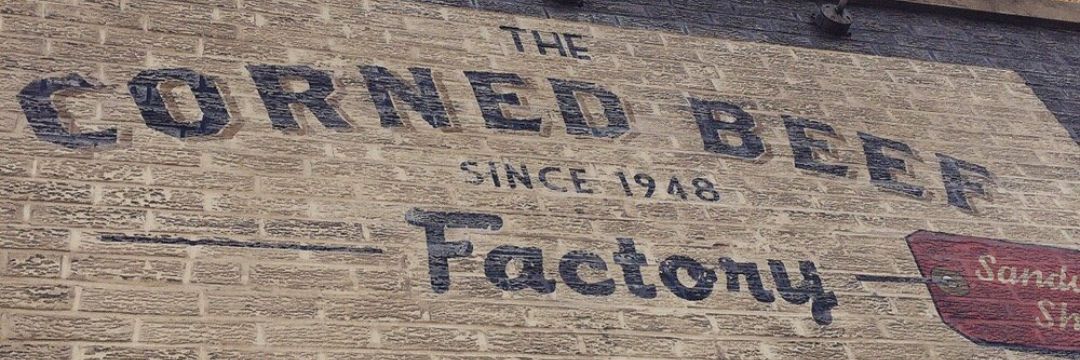 THE
CORNED BEEF
SINCE 1948
Factory